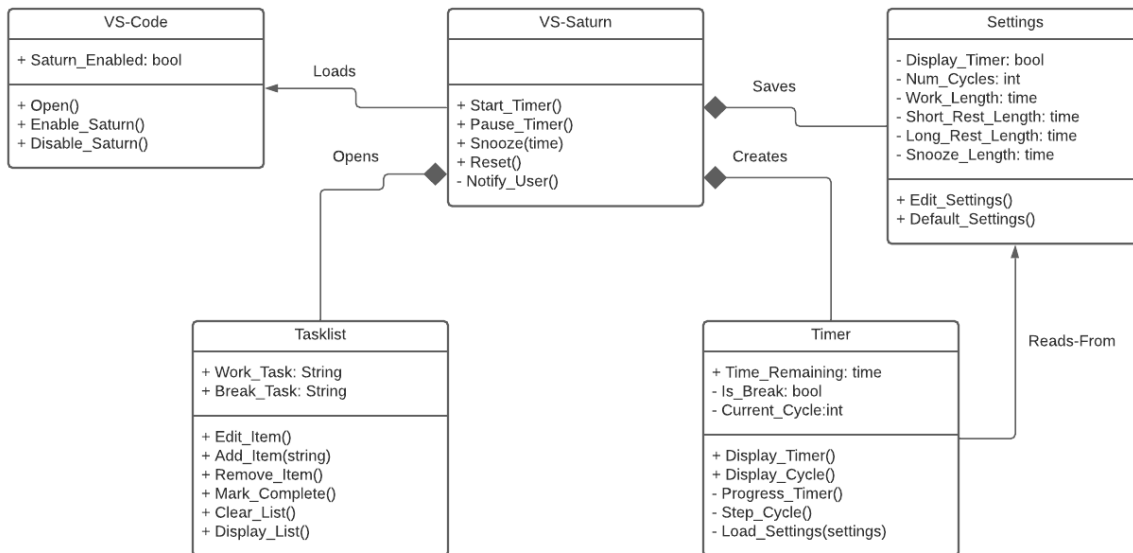 VS-Code
+ Saturn_Enabled: bool
+ Open()
+ Enable_Saturn()
+ Disable_Saturn()
Loads
VS-Saturn
+ Start_Timer()
+ Pause_Timer()
+ Snooze(time)
+ Reset()
- Notify_User()
Saves
Settings
- Display_Timer: bool
- Num_Cycles: int
- Work_Length: time
- Short_Rest_Length: time
- Long_Rest_Length: time
- Snooze_Length: time
+ Edit_Settings()
+ Default_Settings()
Opens
Creates
Tasklist
+ Work_Task: String
+ Break_Task: String
+ Edit_Item()
+ Add_Item(string)
+ Remove_Item()
+ Mark_Complete()
+ Clear_List()
+ Display_List()
Timer
+ Time_Remaining: time
- Is_Break: bool
- Current_Cycle:int
+ Display_Timer()
+ Display_Cycle()
- Progress_Timer()
- Step_Cycle()
- Load_Settings(settings)
Reads-From